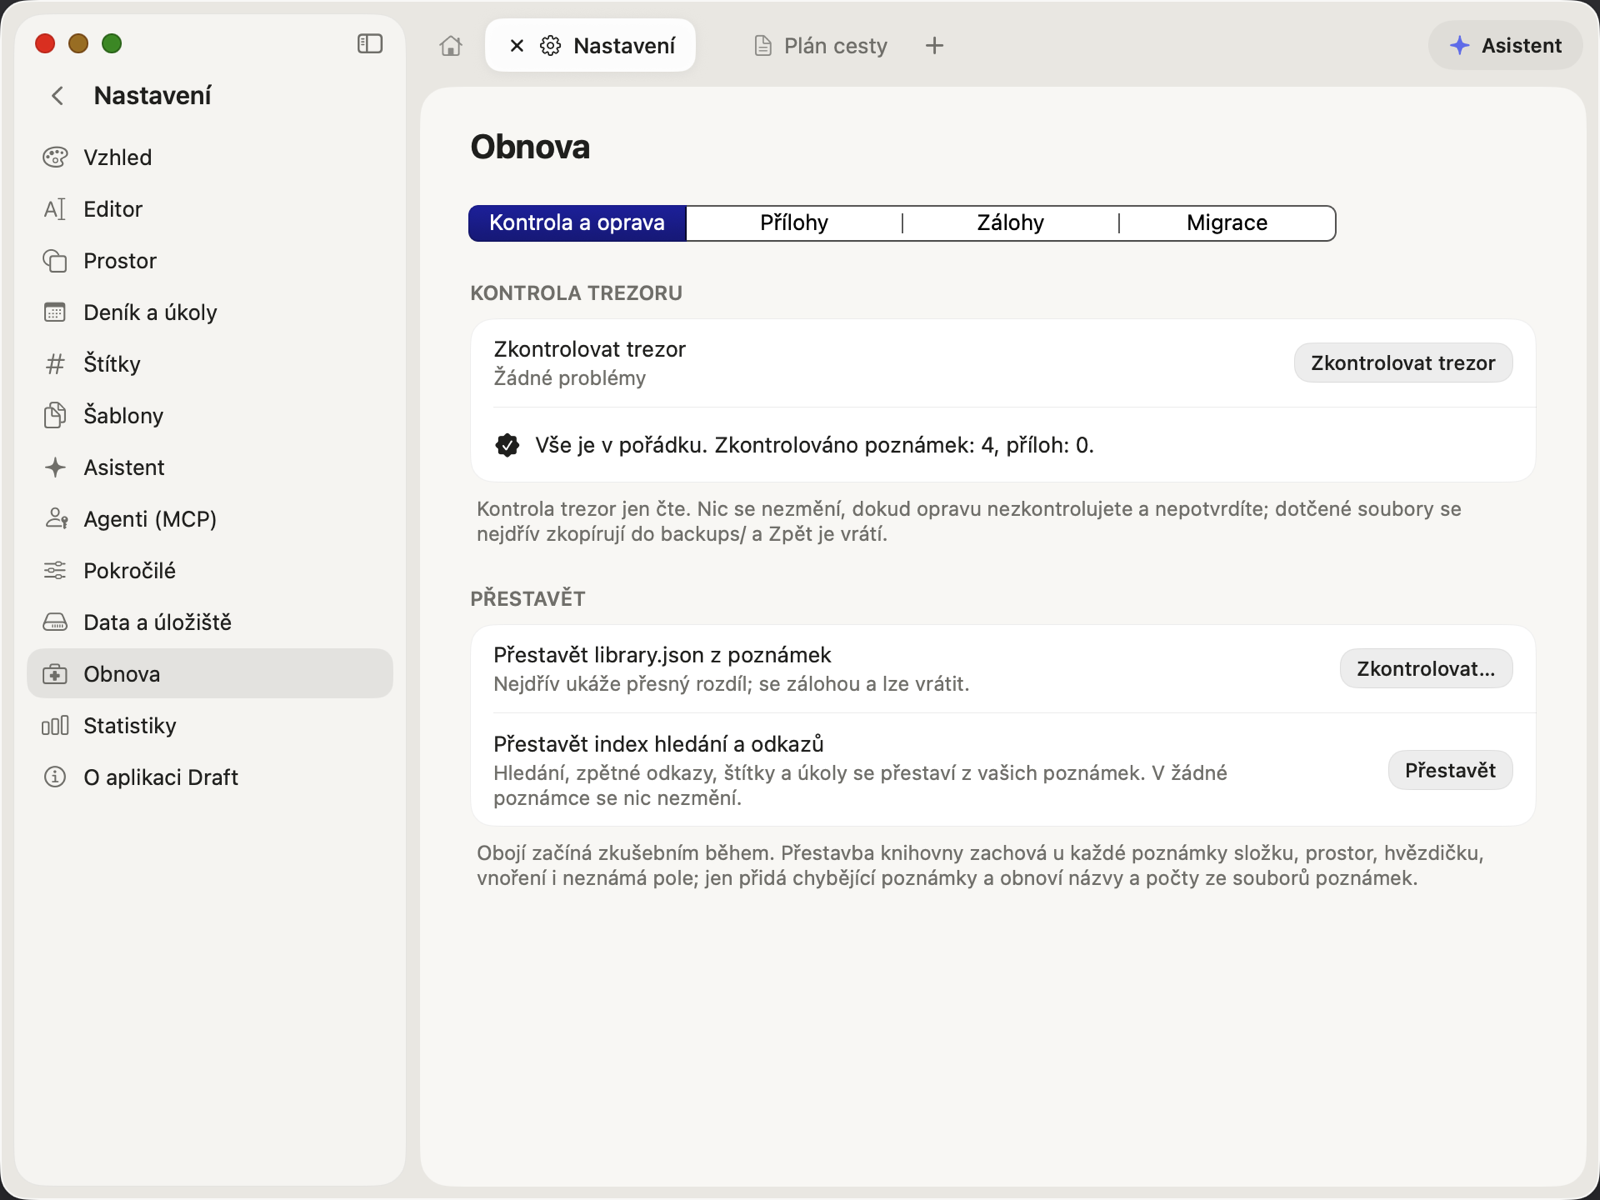 Nastavení
Plán cesty
Asistent
Nastavení
Vzhled
Editor
Prostor
Deník a úkoly
Štítky
Šablony
Asistent
Agenti (MCP)
Pokročilé
Data a úložiště
Obnova
Statistiky
O aplikaci Draft
Obnova
Kontrola a oprava
Přílohy
Zálohy
Migrace
KONTROLA TREZORU
Zkontrolovat trezor
Žádné problémy
Zkontrolovat trezor
Vše je v pořádku. Zkontrolováno poznámek: 4, příloh: 0.
Kontrola trezor jen čte. Nic se nezmění, dokud opravu nezkontrolujete a nepotvrdíte; dotčené soubory se
nejdřív zkopírují do backups/ a Zpět je vrátí.
PŘESTAVĚT
Přestavět library.json z poznámek
Nejdřív ukáže přesný rozdíl; se zálohou a lze vrátit.
Zkontrolovat...
Přestavět index hledání a odkazů
Hledání, zpětné odkazy, štítky a úkoly se přestaví z vašich poznámek. V žádné
poznámce se nic nezmění.
Přestavět
Obojí začíná zkušebním během. Přestavba knihovny zachová u každé poznámky složku, prostor, hvězdičku,
vnoření i neznámá pole; jen přidá chybějící poznámky a obnoví názvy a počty ze souborů poznámek.